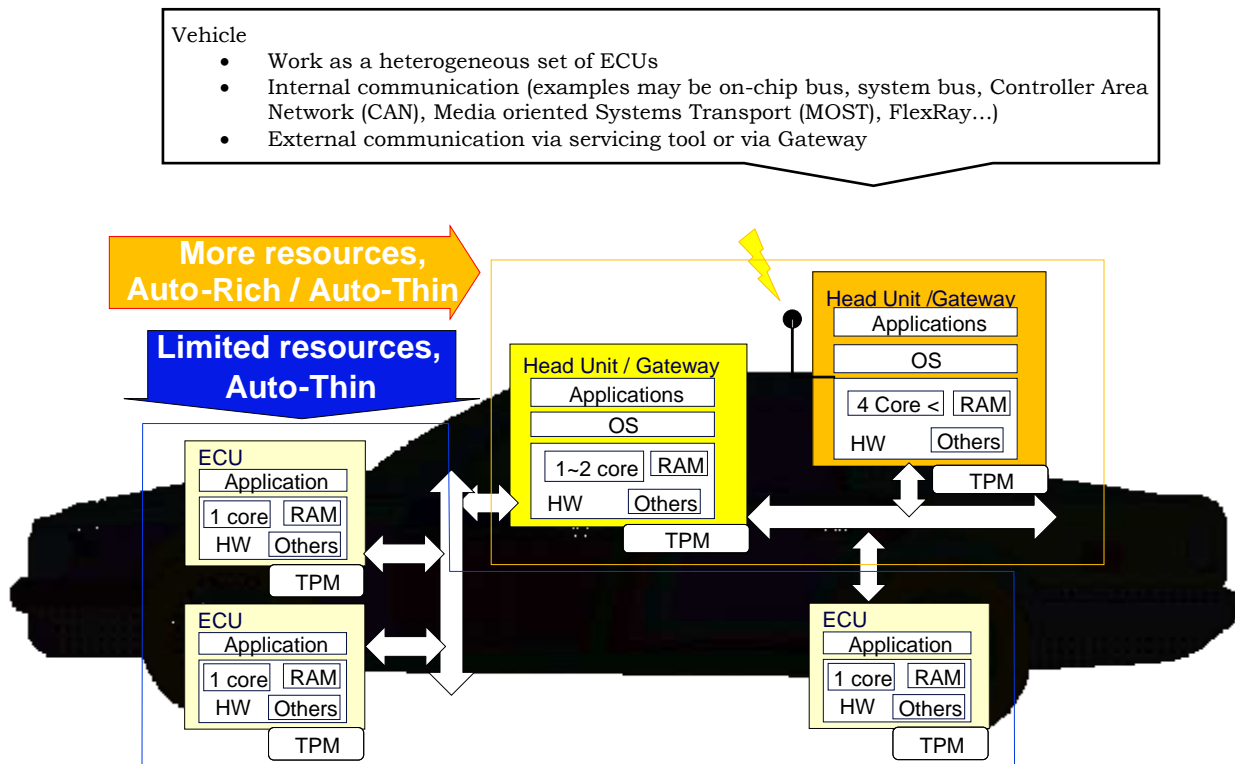 Vehicle
• Work as a heterogeneous set of ECUs
• Internal communication (examples may be on-chip bus, system bus, Controller Area
Network (CAN), Media oriented Systems Transport (MOST), FlexRay…)
• External communication via servicing tool or via Gateway
More resources,
Auto-Rich / Auto-Thin
Limited resources,
Auto-Thin
Head Unit / Gateway
Applications
OS
1~2 core
RAM
HW
Others
TPM
Head Unit /Gateway
Applications
OS
4 Core <
RAM
HW
Others
TPM
ECU
Application
1 core
RAM
HW
Others
TPM
ECU
Application
1 core
RAM
HW
Others
TPM
ECU
Application
1 core
RAM
HW
Others
TPM